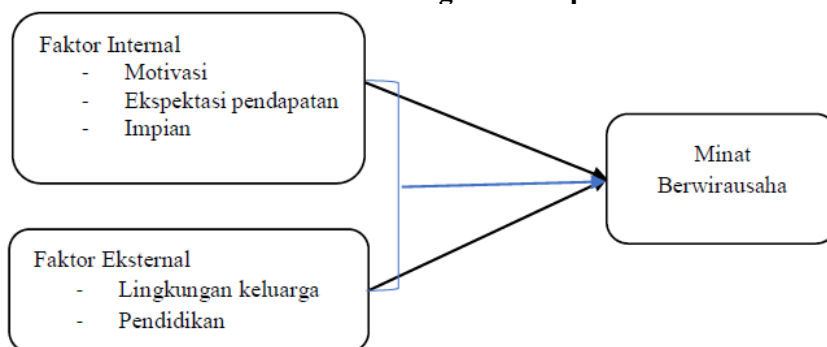 Faktor Internal
- Motivasi
- Ekspektasi pendapatan
- Impian
Minat
Berwirausaha
Faktor Eksternal
- Lingkungan keluarga
- Pendidikan